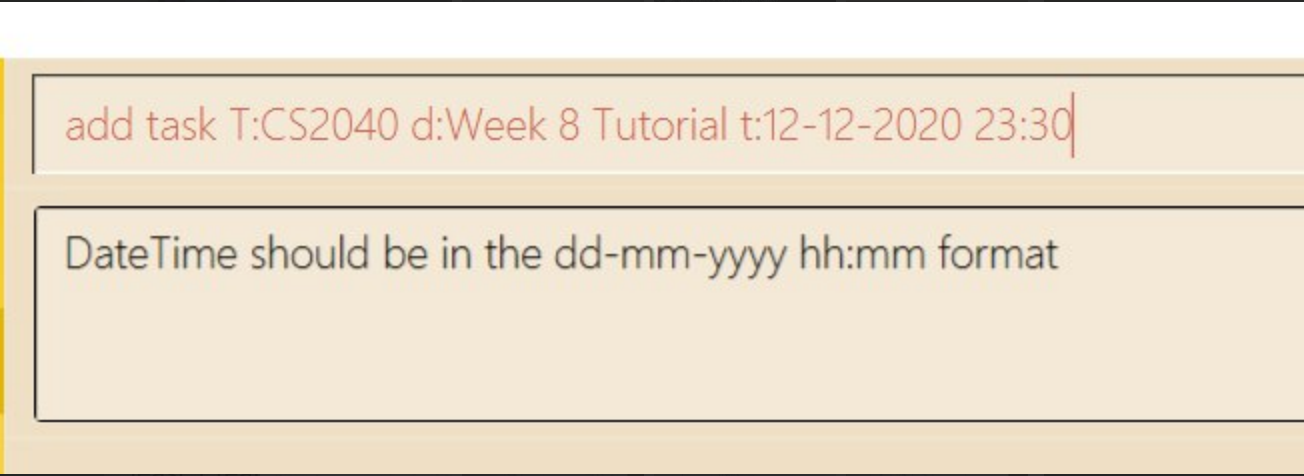 add task T:CS2040 d:Week 8 Tutorial t:12-12-2020 23:30
DateTime should be in the dd-mm-yyyy hh:mm format